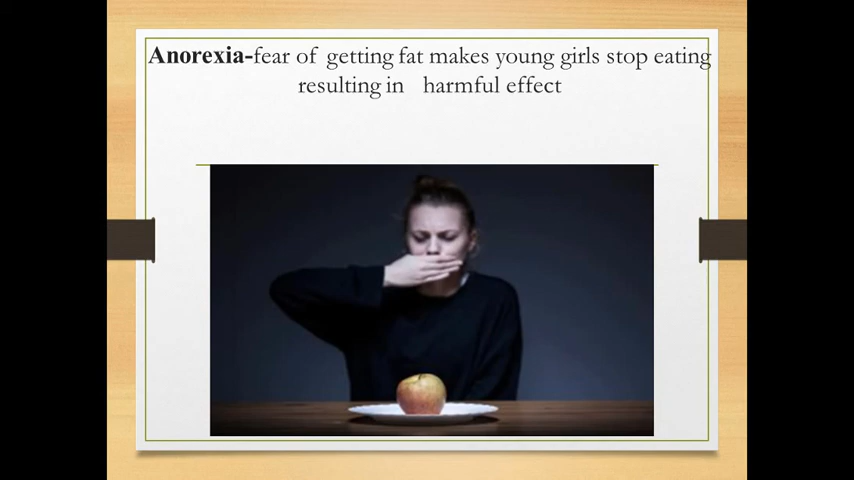 Anorexia-fear of getting fat makes young girls stop eating
resulting in harmful effect